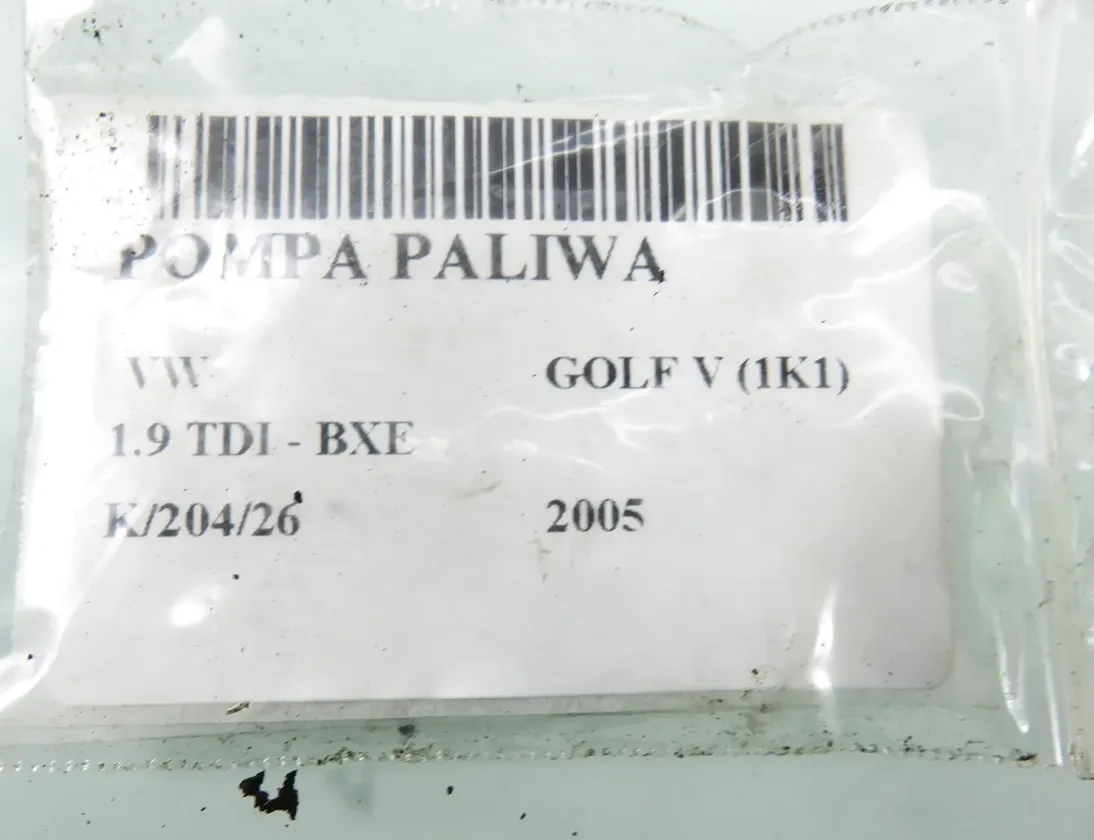 POMPA PALIWA
VW GOLF V (1K1)
1.9 TDI - BXE
K/204/26 2005